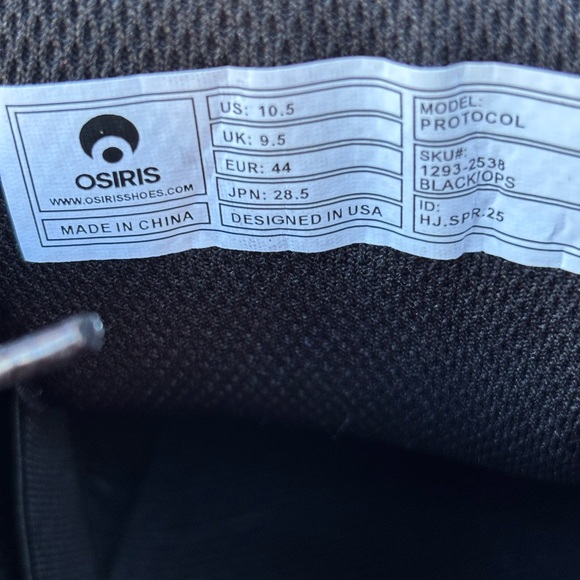 OSIRIS
WWW.OSIRISSHOES.COM
MADE IN CHINA
US: 10.5
UK: 9.5
EUR: 44
JPN: 28.5
DESIGNED IN USA
MODEL:
PROTOCOL
SKU#:
1293-2538
BLACK/OPS
ID:
HJ.SPR.25